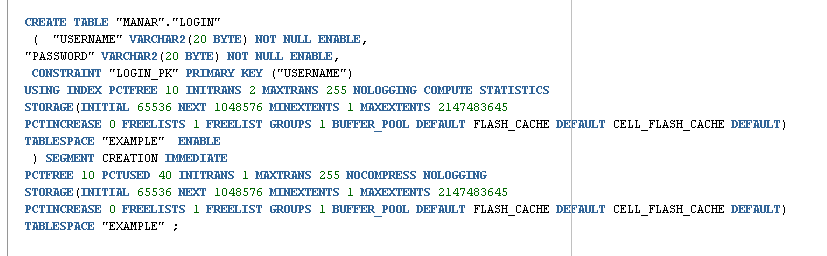 CREATE TABLE "MANAR"."LOGIN"
( "USERNAME" VARCHAR2(20 BYTE) NOT NULL ENABLE,
"PASSWORD" VARCHAR2(20 BYTE) NOT NULL ENABLE,
CONSTRAINT "LOGIN_PK" PRIMARY KEY ("USERNAME")
USING INDEX PCTFREE 10 INITRANS 2 MAXTRANS 255 NOLOGGING COMPUTE STATISTICS
STORAGE(INITIAL 65536 NEXT 1048576 MINEXTENTS 1 MAXEXTENTS 2147483645
PCTINCREASE 0 FREELISTS 1 FREELIST GROUPS 1 BUFFER_POOL DEFAULT FLASH_CACHE DEFAULT CELL_FLASH_CACHE DEFAULT)
TABLESPACE "EXAMPLE" ENABLE
) SEGMENT CREATION IMMEDIATE
PCTFREE 10 PCTUSED 40 INITRANS 1 MAXTRANS 255 NOCOMPRESS NOLOGGING
STORAGE(INITIAL 65536 NEXT 1048576 MINEXTENTS 1 MAXEXTENTS 2147483645
PCTINCREASE 0 FREELISTS 1 FREELIST GROUPS 1 BUFFER_POOL DEFAULT FLASH_CACHE DEFAULT CELL_FLASH_CACHE DEFAULT)
TABLESPACE "EXAMPLE" ;